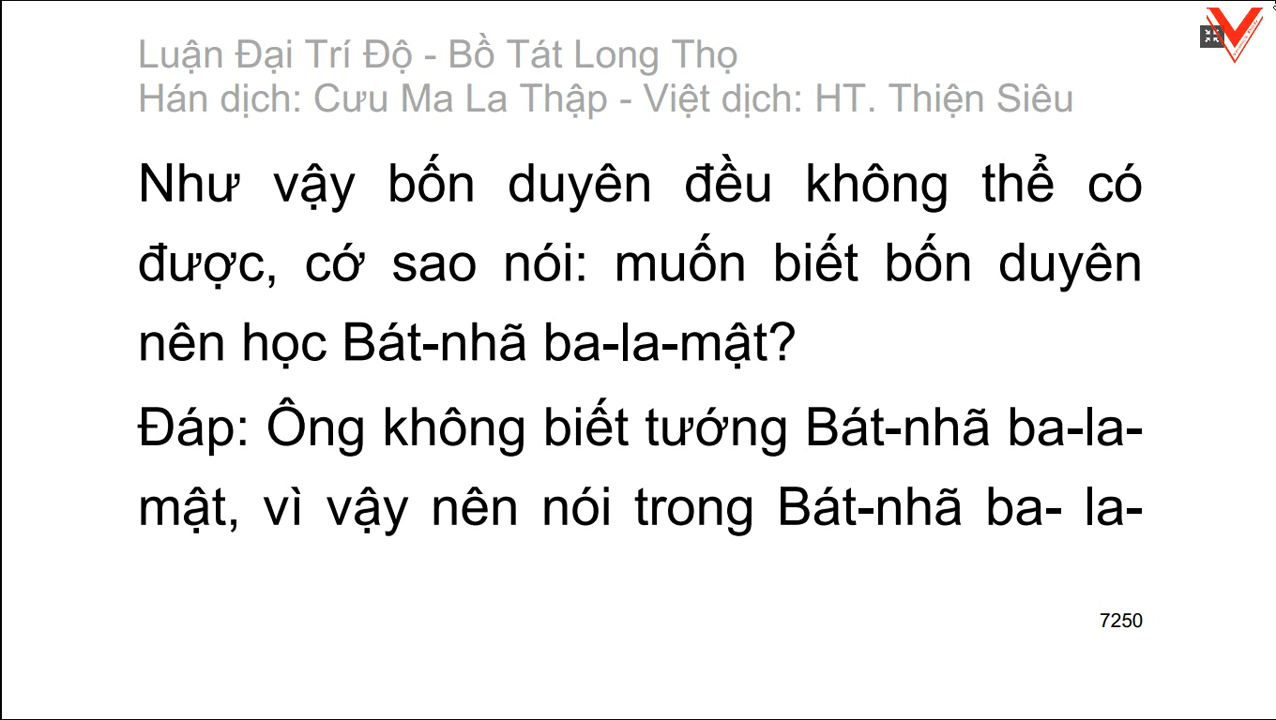 Luận Đại Trí Độ - Bồ Tát Long Thọ
Hán dịch: Cưu Ma La Thập - Việt dịch: HT. Thiện Siêu
Như vậy bốn duyên đều không thể có
được, cớ sao nói: muốn biết bốn duyên
nên học Bát-nhã ba-la-mật?
Đáp: Ông không biết tướng Bát-nhã ba-la-
mật, vì vậy nên nói trong Bát-nhã ba- la-
7250